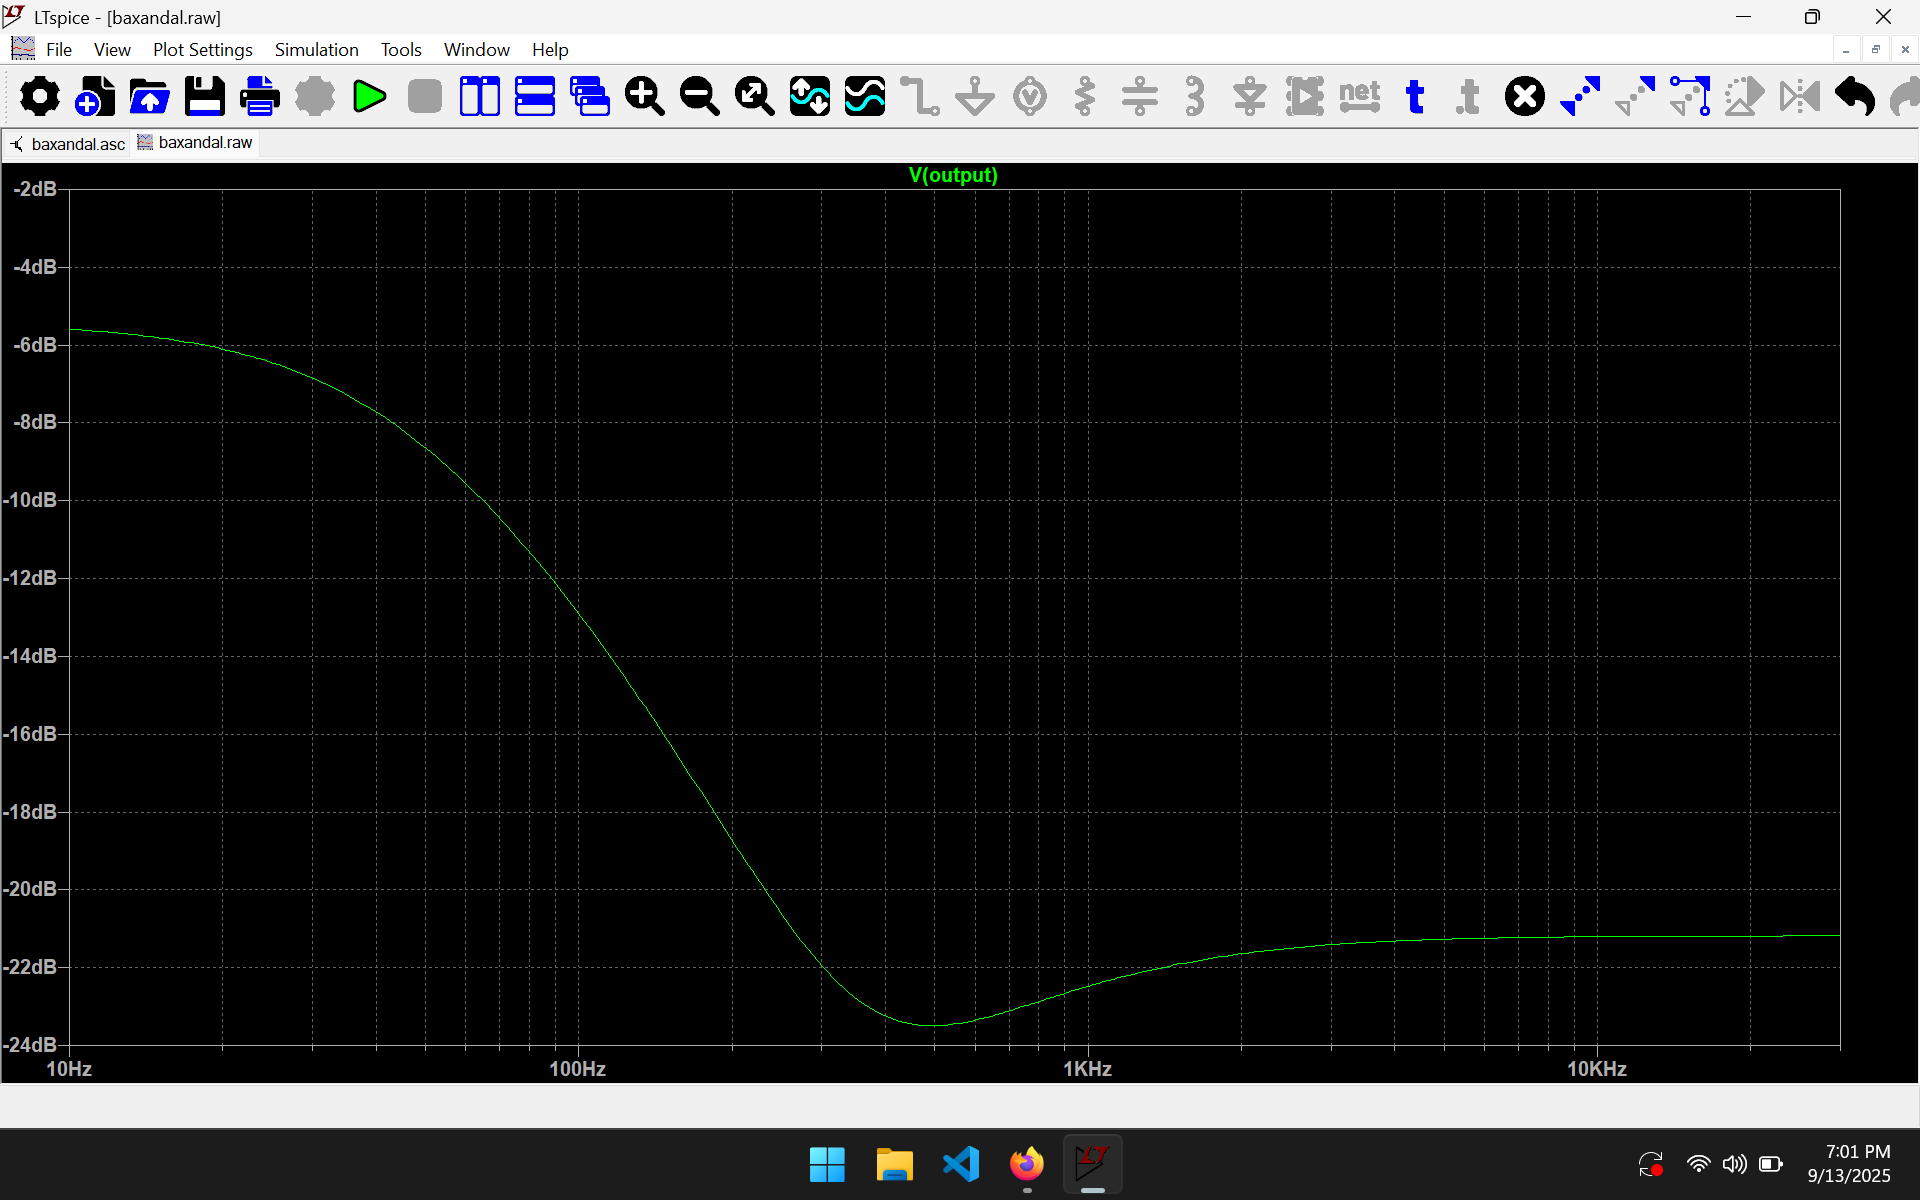 LTspice - [baxandal.raw]
File View Plot Settings Simulation Tools Window Help
net t .t
baxandal.asc baxandal.raw
V(output)
-2dB
-4dB
-6dB
-8dB
-10dB
-12dB
-14dB
-16dB
-18dB
-20dB
-22dB
-24dB
10Hz 100Hz 1KHz 10KHz
7:01 PM
9/13/2025